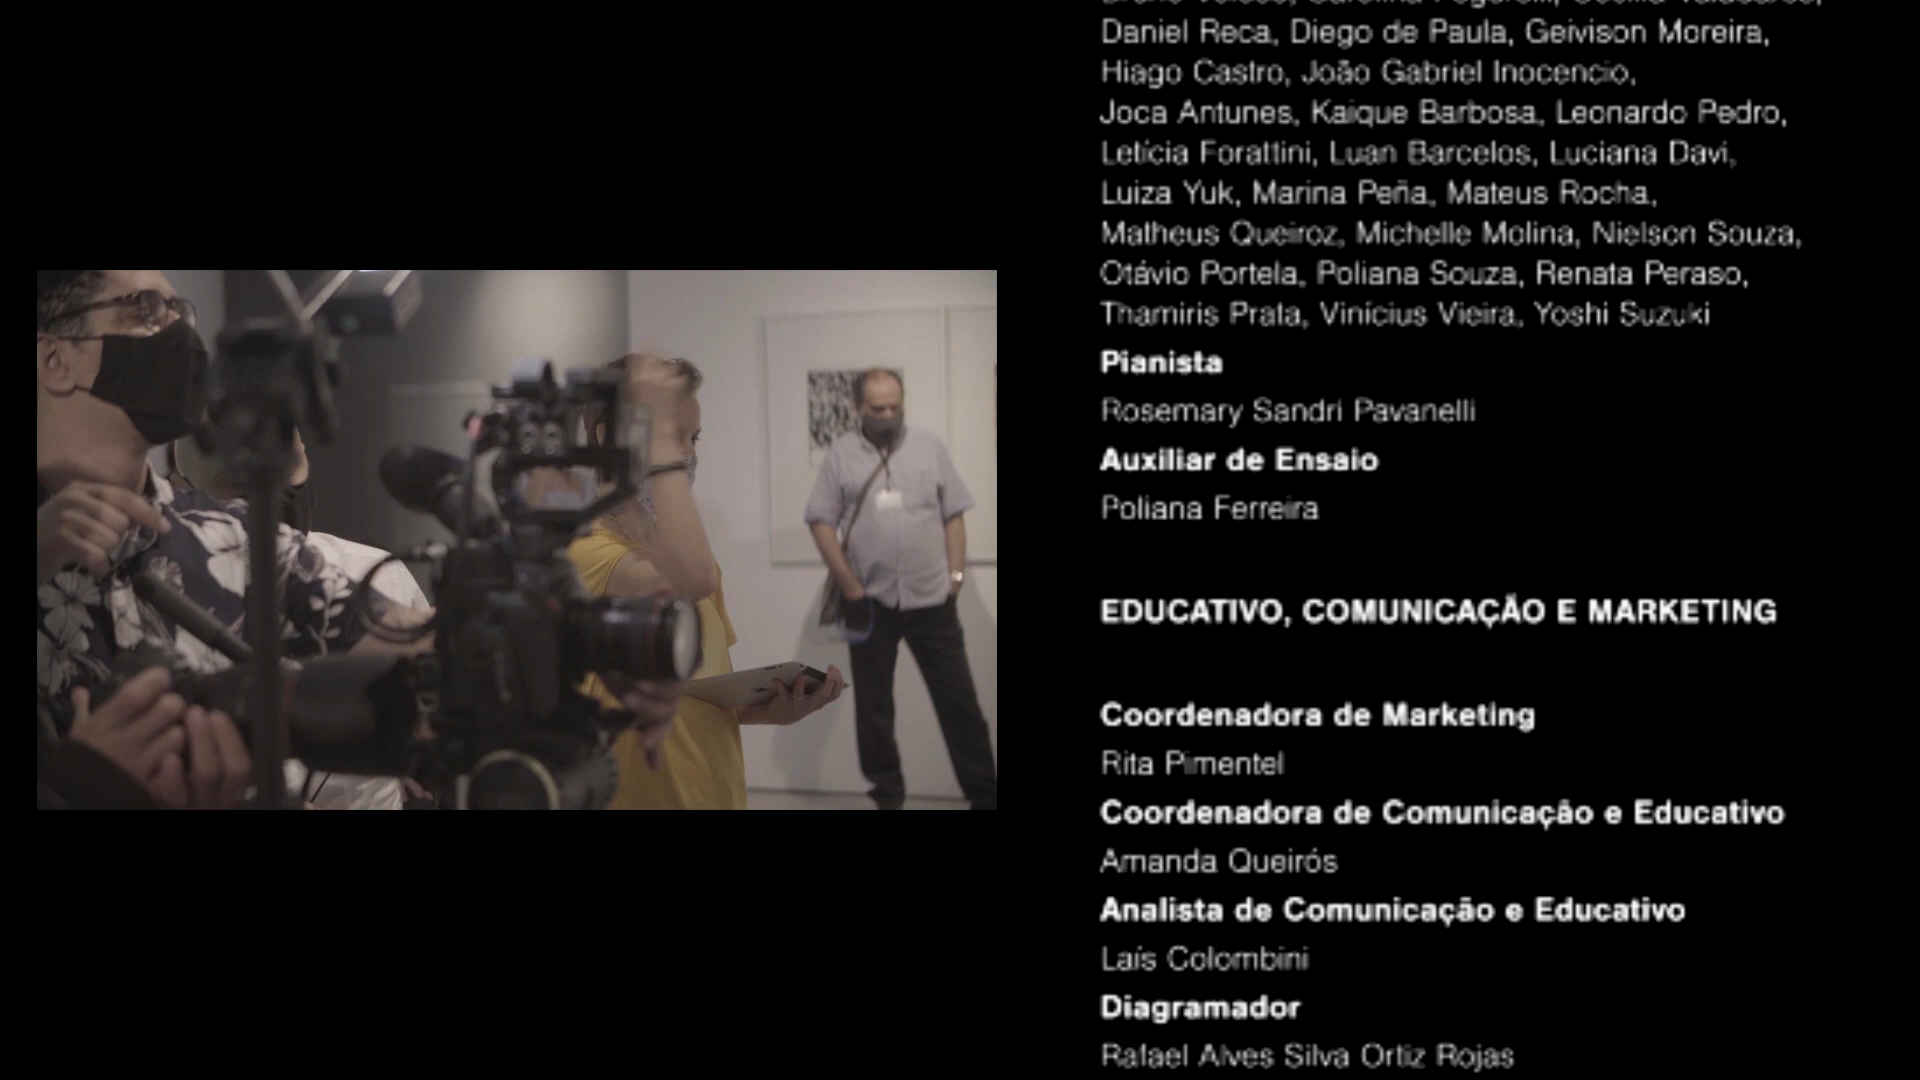 Daniel Reca, Diego de Paula, Geivison Moreira,
Hiago Castro, João Gabriel Inocencio,
Joca Antunes, Kaique Barbosa, Leonardo Pedro,
Letícia Forattini, Luan Barcelos, Luciana Davi,
Luiza Yuk, Marina Peña, Mateus Rocha,
Matheus Queiroz, Michelle Molina, Nielson Souza,
Otávio Portela, Poliana Souza, Renata Peraso,
Thamiris Prata, Vinícius Vieira, Yoshi Suzuki
Pianista
Rosemary Sandri Pavanelli
Auxiliar de Ensaio
Poliana Ferreira
EDUCATIVO, COMUNICAÇÃO E MARKETING
Coordenadora de Marketing
Rita Pimentel
Coordenadora de Comunicação e Educativo
Amanda Queirós
Analista de Comunicação e Educativo
Laís Colombini
Diagramador
Rafael Alves Silva Ortiz Rojas